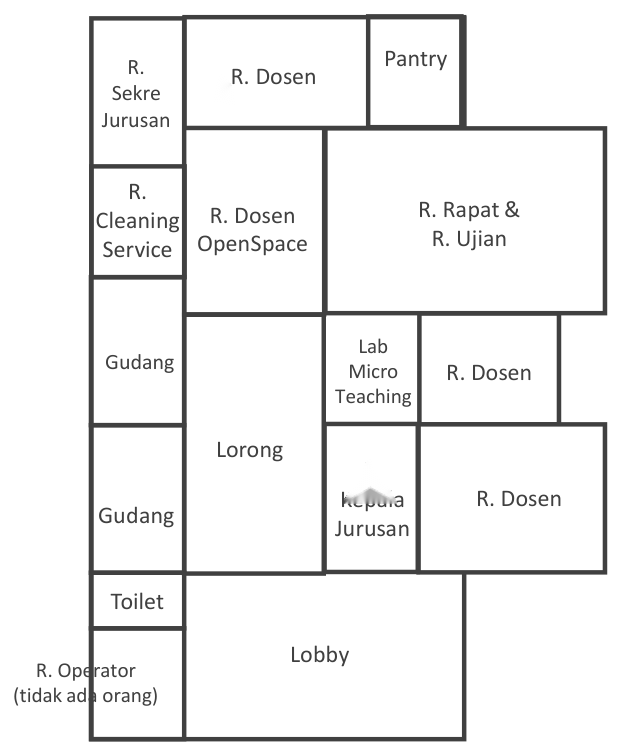 R.
Sekre
Jurusan
R. Dosen
Pantry
R.
Cleaning
Service
R. Dosen
OpenSpace
R. Rapat &
R. Ujian
Gudang
Lab
Micro
Teaching
R. Dosen
Lorong
Gudang
Kepala
Jurusan
R. Dosen
Toilet
R. Operator
(tidak ada orang)
Lobby